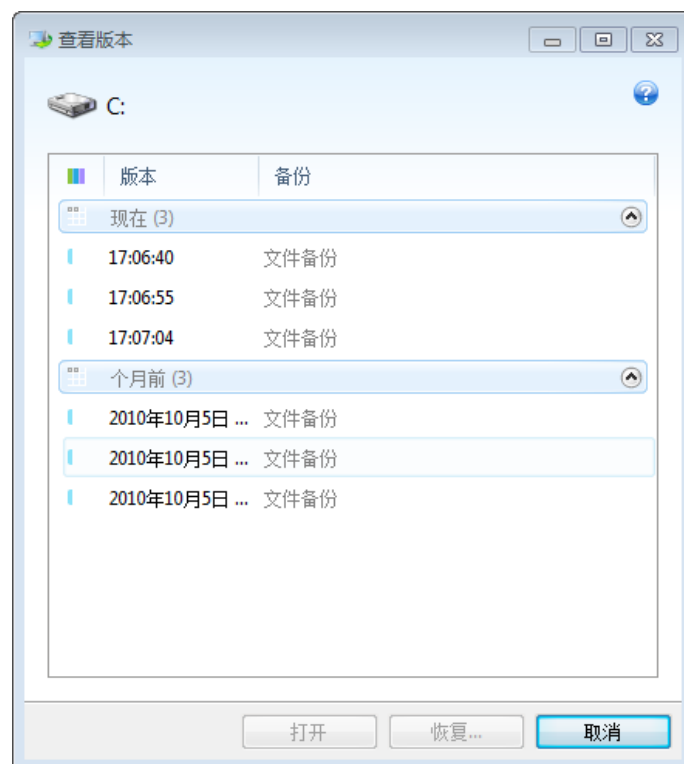 查看版本
C:
版本 备份
现在 (3)
17:06:40 文件备份
17:06:55 文件备份
17:07:04 文件备份
个月前 (3)
2010年10月5日 ... 文件备份
2010年10月5日 ... 文件备份
2010年10月5日 ... 文件备份
打开 恢复... 取消